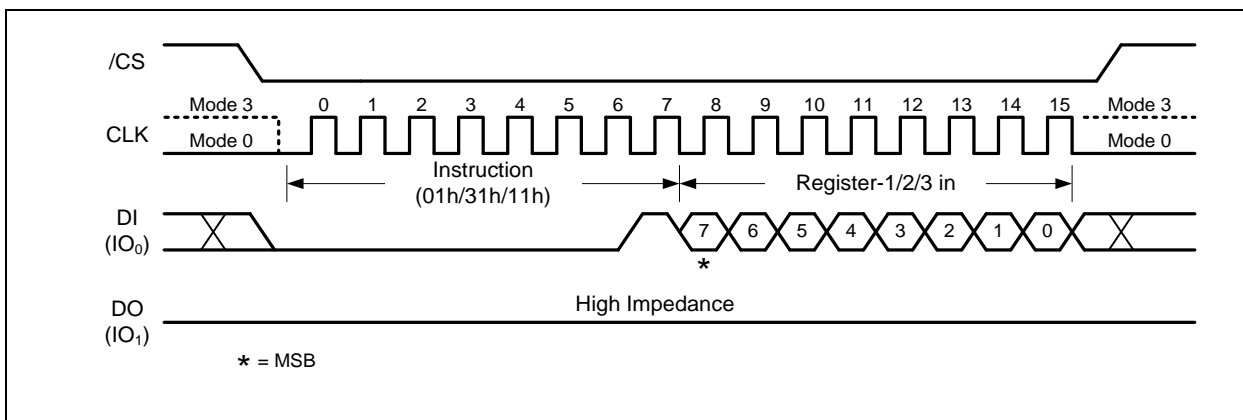 /CS
Mode 3 0 1 2 3 4 5 6 7 8 9 10 11 12 13 14 15 Mode 3
CLK
Mode 0 Mode 0
Instruction
(01h/31h/11h)
Register-1/2/3 in
DI
(IO₀)
7 6 5 4 3 2 1 0
*
DO
(IO₁)
High Impedance
* = MSB